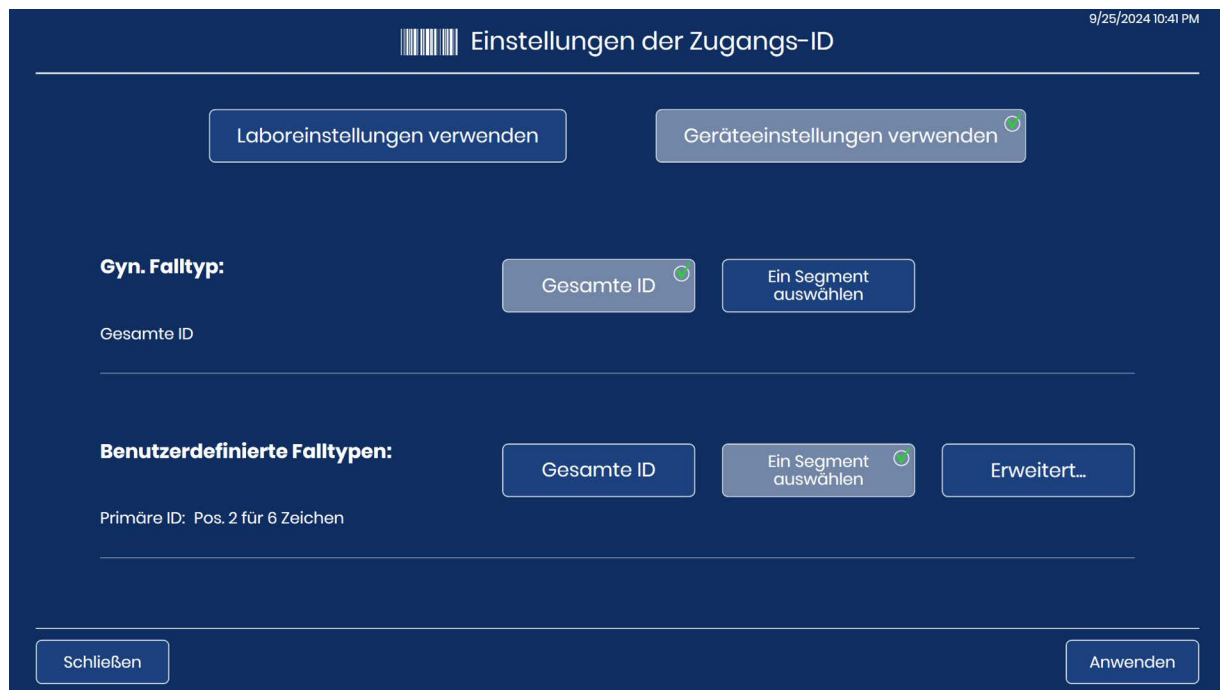 9/25/2024 10:41 PM
Einstellungen der Zugangs-ID
Laboreinstellungen verwenden
Geräteeinstellungen verwenden
Gyn. Falltyp:
Gesamte ID
Ein Segment
auswählen
Gesamte ID
Benutzerdefinierte Falltypen:
Gesamte ID
Ein Segment
auswählen
Erweitert...
Primäre ID: Pos. 2 für 6 Zeichen
Schließen
Anwenden